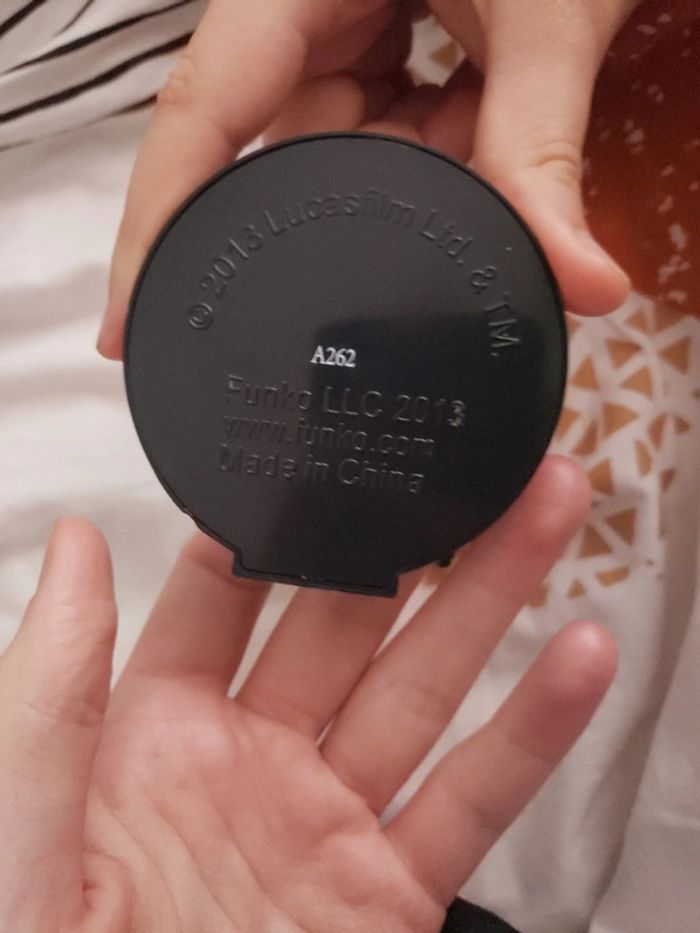 © 2013 Lucasfilm Ltd. & TM.
A262
Funko LLC 2013
www.funko.com
Made in China